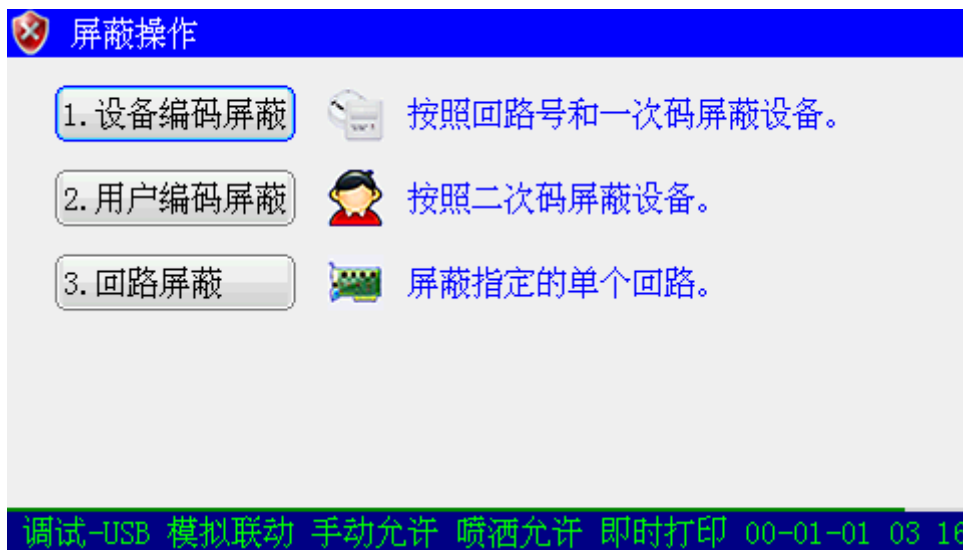 屏蔽操作
1.设备编码屏蔽 按照回路号和一次码屏蔽设备。
2.用户编码屏蔽 按照二次码屏蔽设备。
3.回路屏蔽 屏蔽指定的单个回路。
调试-USB 模拟联动 手动允许 喷洒允许 即时打印 00-01-01 03 16